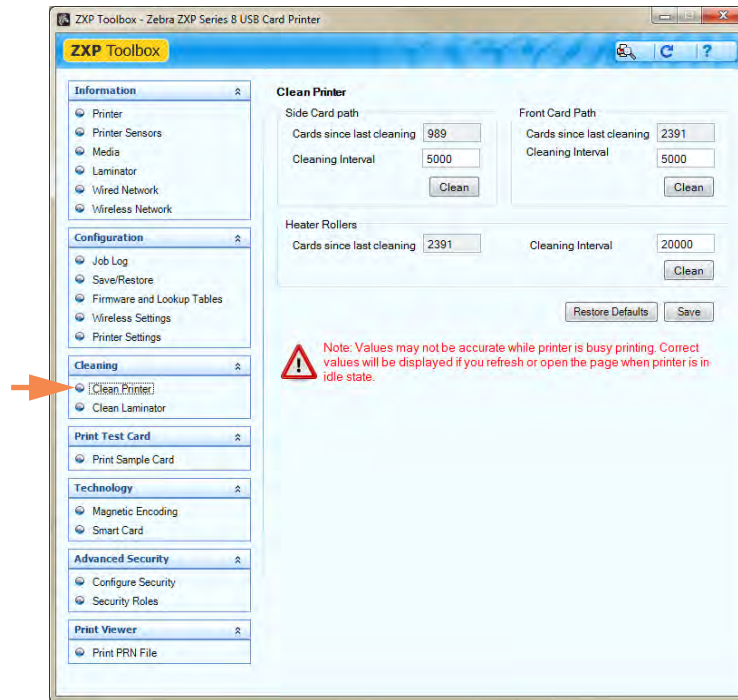 ZXP Toolbox - Zebra ZXP Series 8 USB Card Printer
ZXP Toolbox
Information
Printer
Printer Sensors
Media
Laminator
Wired Network
Wireless Network
Configuration
Job Log
Save/Restore
Firmware and Lookup Tables
Wireless Settings
Printer Settings
Cleaning
Clean Printer
Clean Laminator
Print Test Card
Print Sample Card
Technology
Magnetic Encoding
Smart Card
Advanced Security
Configure Security
Security Roles
Print Viewer
Print PRN File
Clean Printer
Side Card path
Cards since last cleaning 989
Cleaning Interval 5000
Clean
Front Card Path
Cards since last cleaning 2391
Cleaning Interval 5000
Clean
Heater Rollers
Cards since last cleaning 2391 Cleaning Interval 20000
Clean
Restore Defaults Save
Note: Values may not be accurate while printer is busy printing. Correct
values will be displayed if you refresh or open the page when printer is in
idle state.